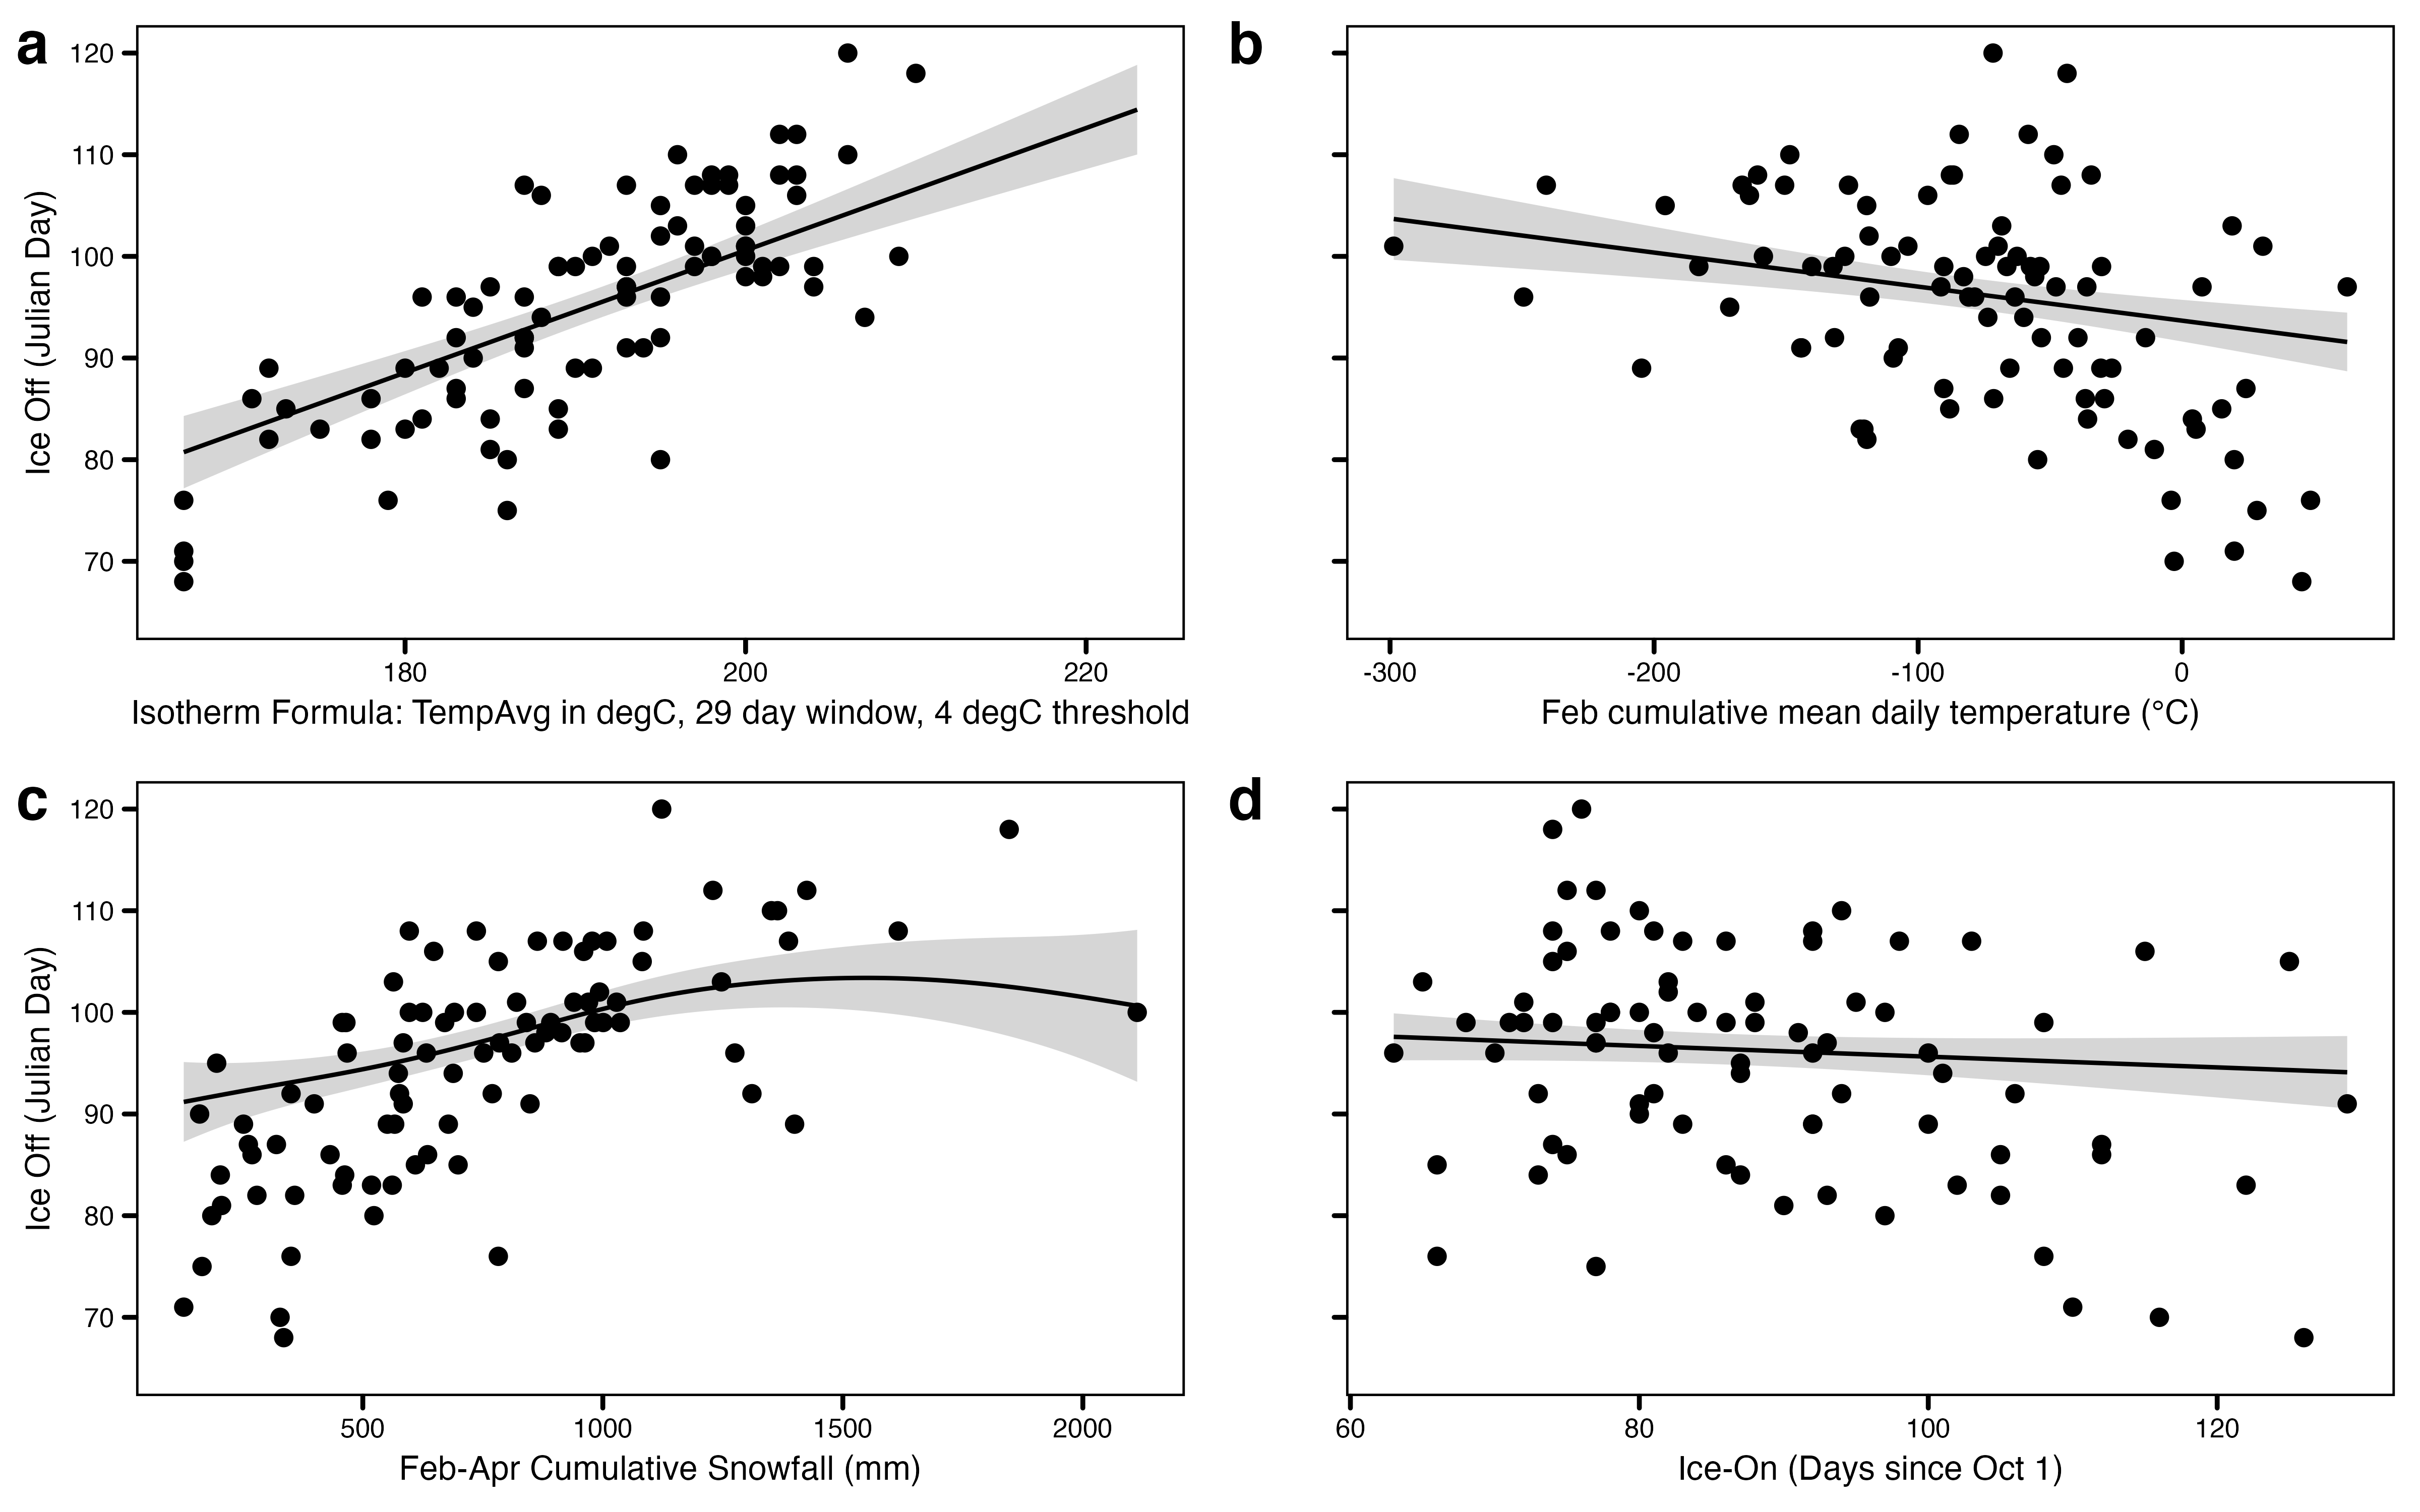 a
120
110
100
90
80
70
Ice Off (Julian Day)
180 200 220
Isotherm Formula: TempAvg in degC, 29 day window, 4 degC threshold
b
-300 -200 -100 0
Feb cumulative mean daily temperature (°C)
c
120
110
100
90
80
70
Ice Off (Julian Day)
500 1000 1500 2000
Feb-Apr Cumulative Snowfall (mm)
d
60 80 100 120
Ice-On (Days since Oct 1)